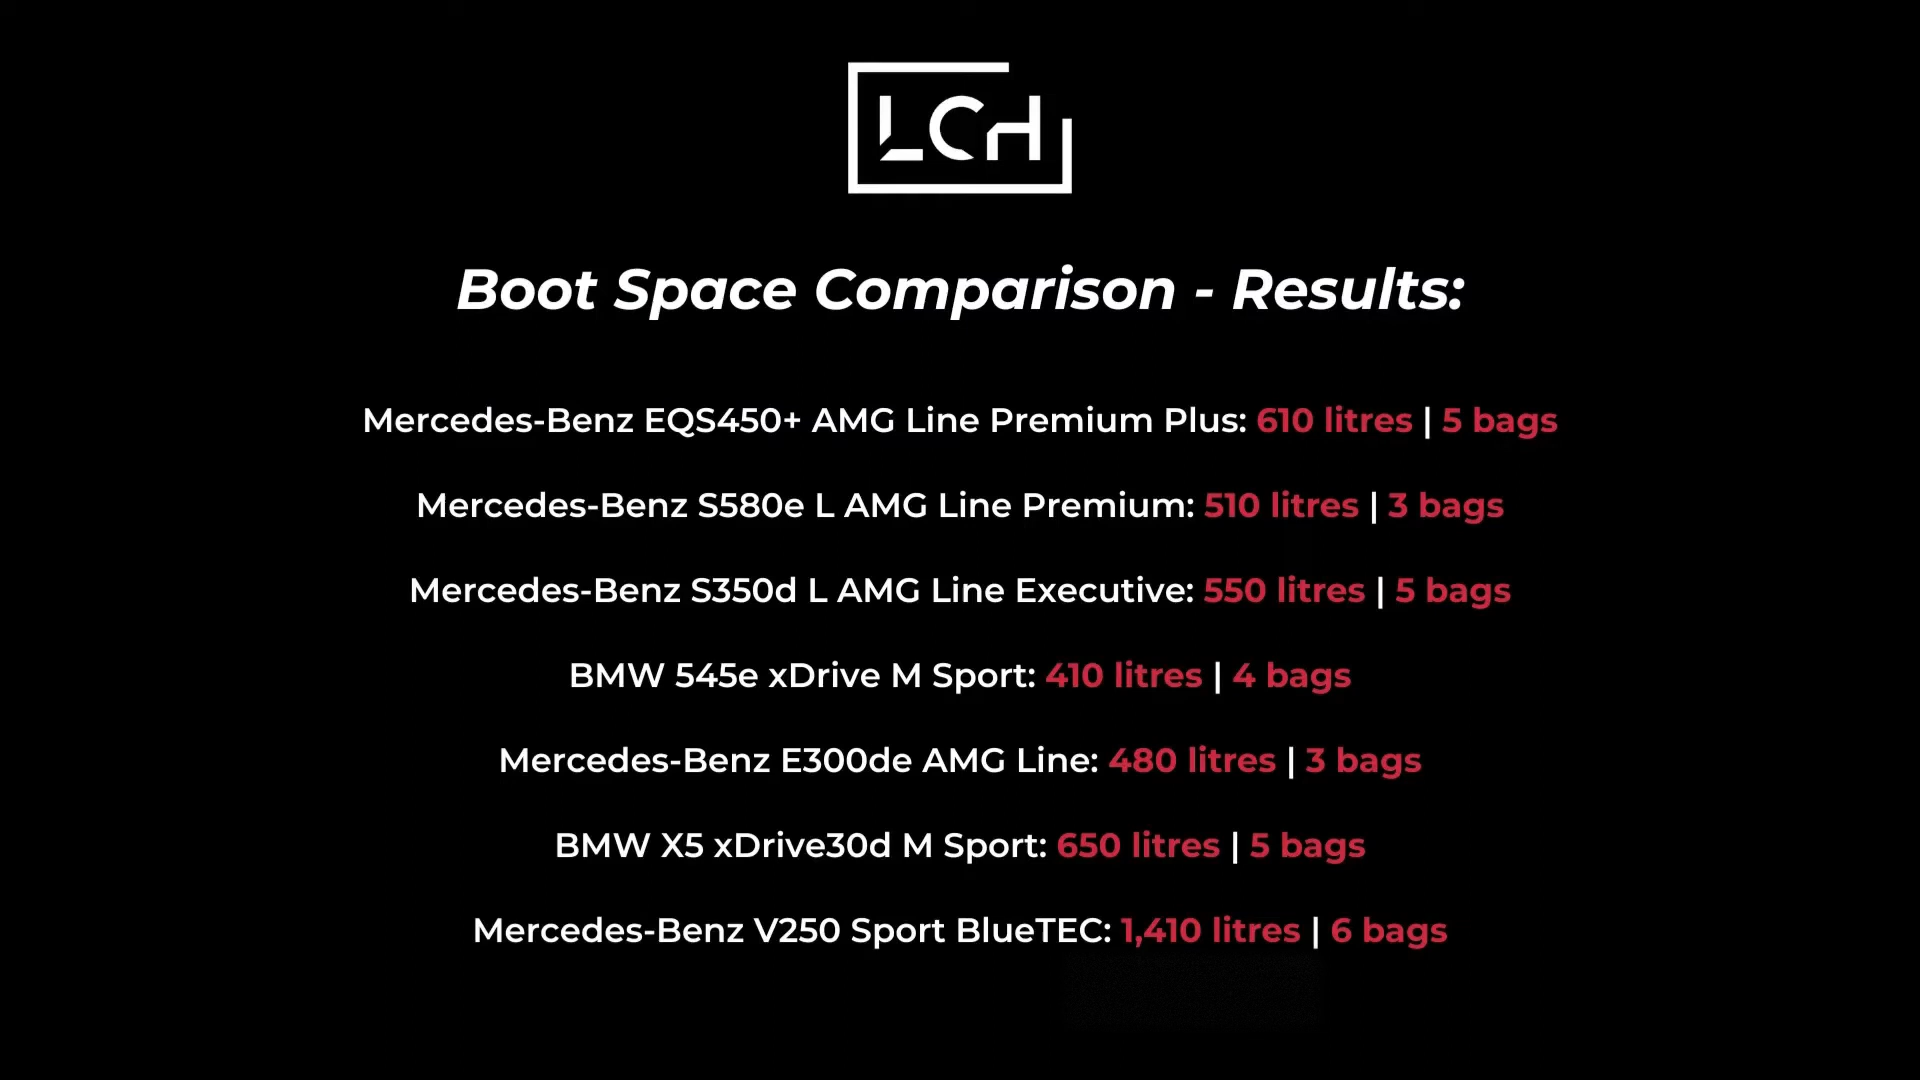 LCH
Boot Space Comparison - Results:
Mercedes-Benz EQS450+ AMG Line Premium Plus: 610 litres | 5 bags
Mercedes-Benz S580e L AMG Line Premium: 510 litres | 3 bags
Mercedes-Benz S350d L AMG Line Executive: 550 litres | 5 bags
BMW 545e xDrive M Sport: 410 litres | 4 bags
Mercedes-Benz E300de AMG Line: 480 litres | 3 bags
BMW X5 xDrive30d M Sport: 650 litres | 5 bags
Mercedes-Benz V250 Sport BlueTEC: 1,410 litres | 6 bags